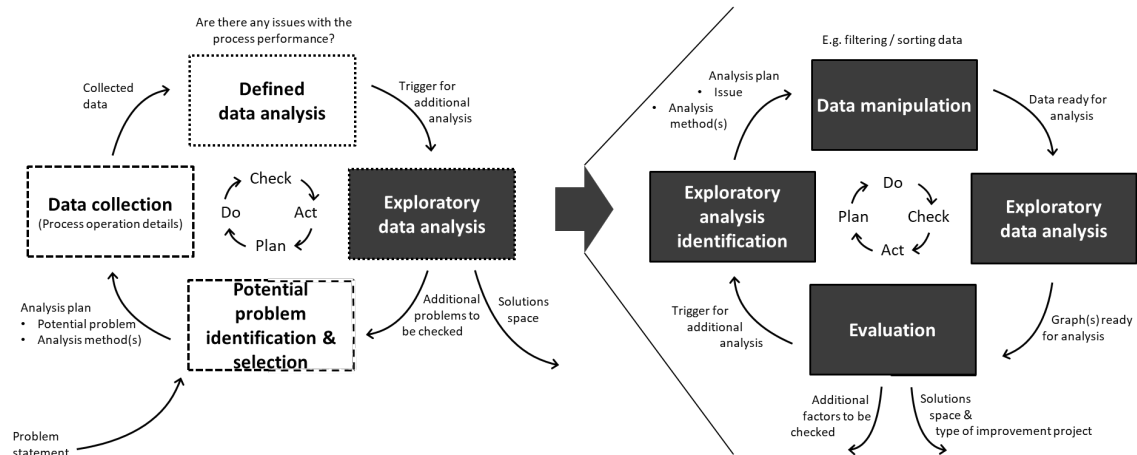 Are there any issues with the
process performance?
Defined
data analysis
Collected
data
Trigger for
additional
analysis
Data collection
(Process operation details)
Check
Do
Act
Plan
Exploratory
data analysis
Potential
problem
identification &
selection
Analysis plan
• Potential problem
• Analysis method(s)
Additional
problems to
be checked
Solutions
space
Problem
statement
E.g. filtering / sorting data
Analysis plan
• Issue
• Analysis
method(s)
Data manipulation
Data ready for
analysis
Exploratory
analysis
identification
Do
Plan
Check
Act
Exploratory
data analysis
Trigger for
additional
analysis
Evaluation
Graph(s) ready
for analysis
Additional
factors to be
checked
Solutions
space &
type of improvement project